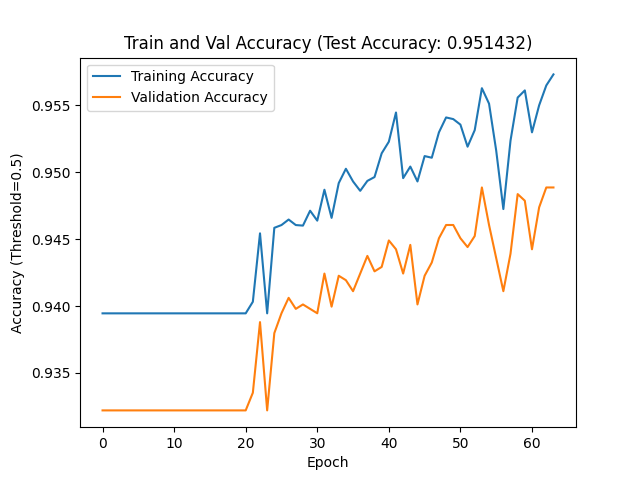 Train and Val Accuracy (Test Accuracy: 0.951432)
Training Accuracy
Validation Accuracy
Accuracy (Threshold=0.5)
0.955
0.950
0.945
0.940
0.935
0 10 20 30 40 50 60
Epoch